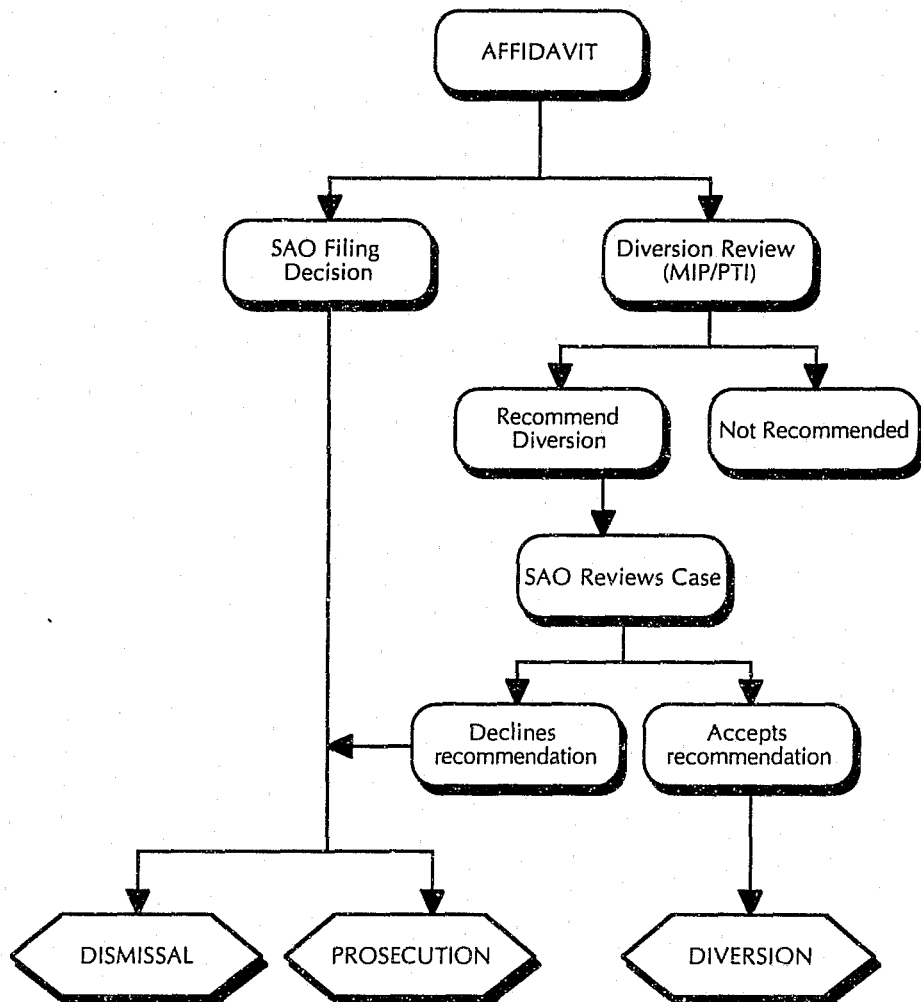 AFFIDAVIT
SAO Filing
Decision
Diversion Review
(MIP/PTI)
Recommend
Diversion
Not Recommended
SAO Reviews Case
Declines
recommendation
Accepts
recommendation
DISMISSAL
PROSECUTION
DIVERSION